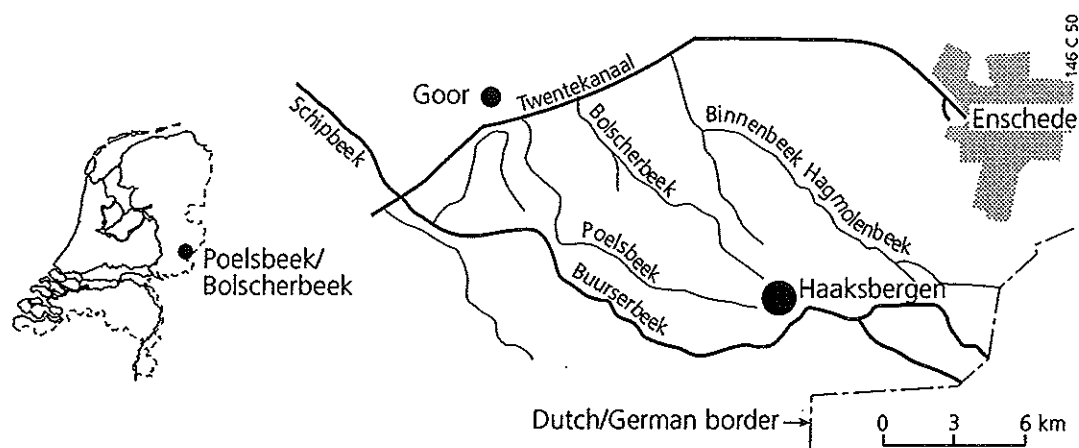 146 C 50
Goor
Twentekanaal
Schipbeek
Bolscherbeek
Binnenbeek Hagmolenbeek
Enschede
Poelsbeek/
Bolscherbeek
Poelsbeek
Buurserbeek
Haaksbergen
Dutch/German border
0 3 6 km